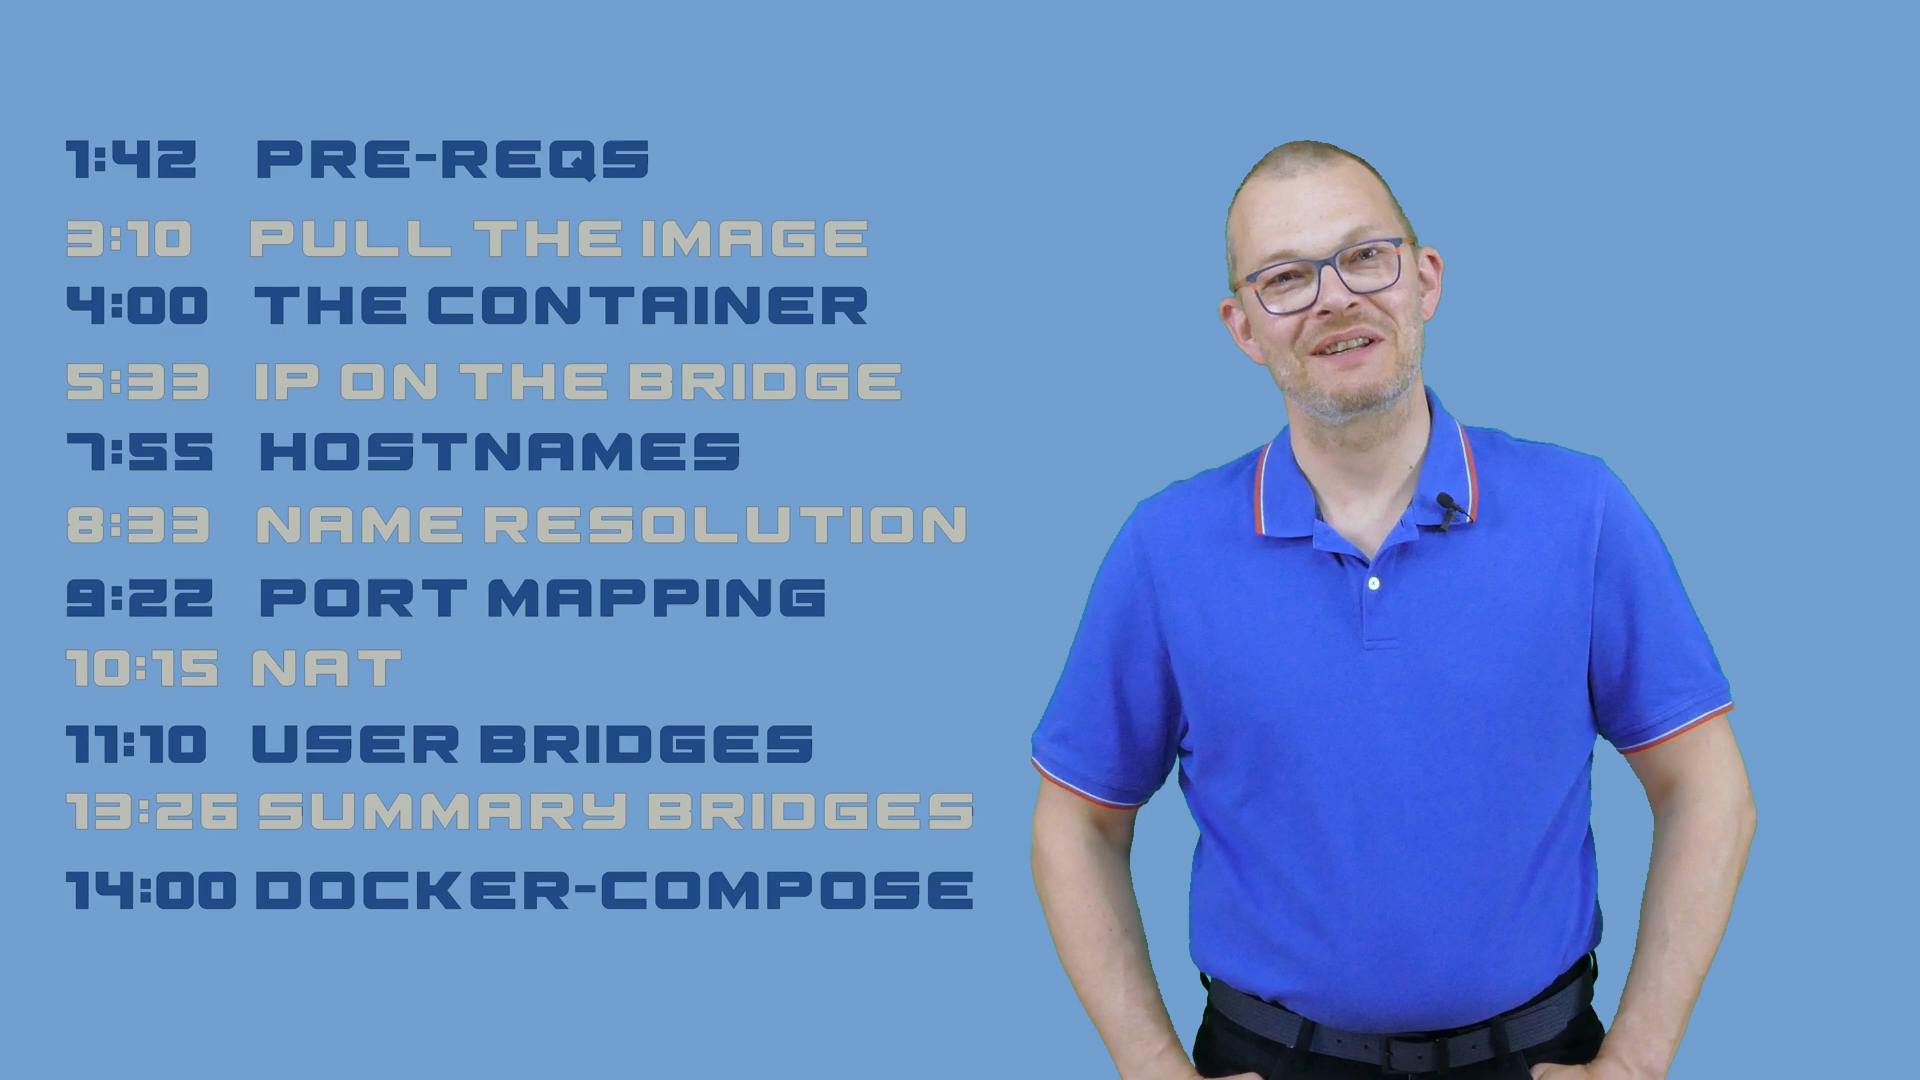 1:42 PRE-REQS
3:10 PULL THE IMAGE
4:00 THE CONTAINER
5:33 IP ON THE BRIDGE
7:55 HOSTNAMES
8:33 NAME RESOLUTION
9:22 PORT MAPPING
10:15 NAT
11:10 USER BRIDGES
13:26 SUMMARY BRIDGES
14:00 DOCKER-COMPOSE